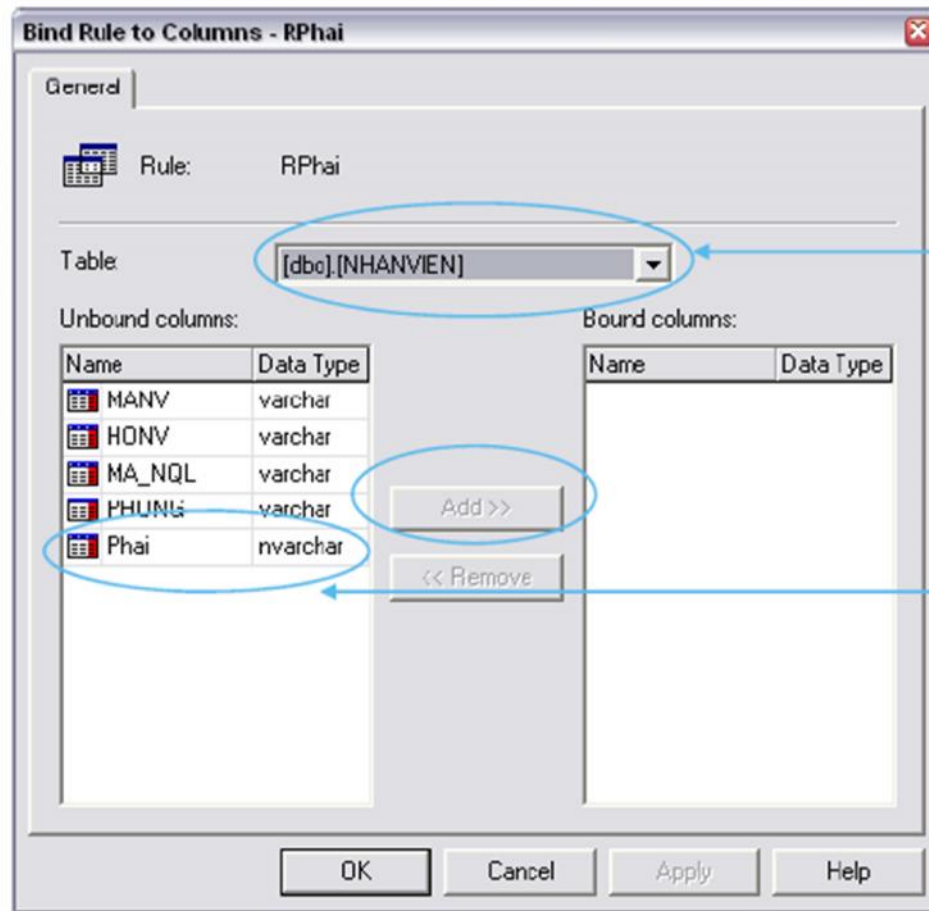 Bind Rule to Columns - RPhai
General
Rule: RPhai
Table: [dbo].[NHANVIEN]
Unbound columns: Bound columns:
Name Data Type Name Data Type
MANV varchar
HONV varchar
MA_NQL varchar
PHONG varchar
Add >>
Phai nvarchar
<< Remove
OK Cancel Apply Help